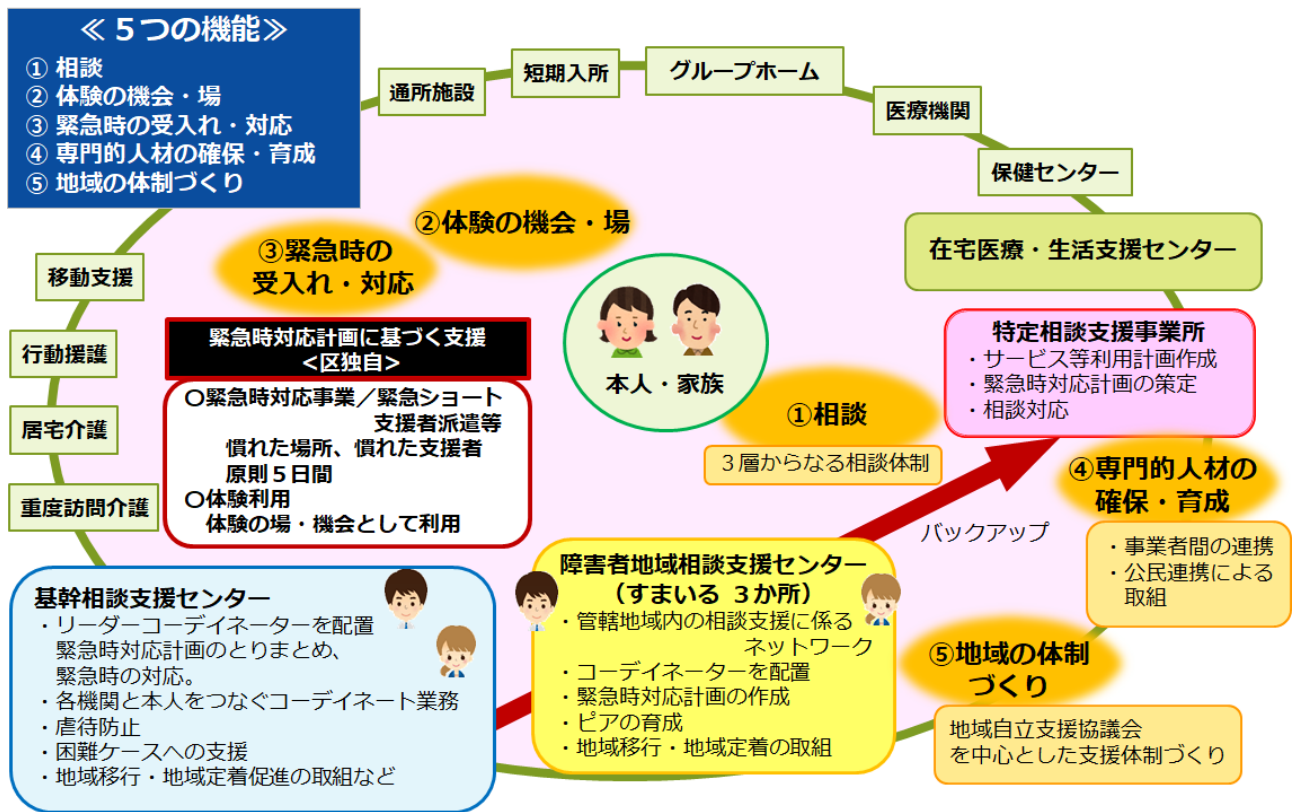 ≪５つの機能≫
① 相談
② 体験の機会・場
③ 緊急時の受入れ・対応
④ 専門的人材の確保・育成
⑤ 地域の体制づくり
通所施設
短期入所
グループホーム
医療機関
保健センター
在宅医療・生活支援センター
②体験の機会・場
③緊急時の
受入れ・対応
移動支援
行動援護
居宅介護
重度訪問介護
緊急時対応計画に基づく支援
<区独自>
〇緊急時対応事業／緊急ショート
支援者派遣等
慣れた場所、慣れた支援者
原則５日間
〇体験利用
体験の場・機会として利用
本人・家族
①相談
３層からなる相談体制
特定相談支援事業所
・サービス等利用計画作成
・緊急時対応計画の策定
・相談対応
④専門的人材の
確保・育成
・事業者間の連携
・公民連携による
取組
バックアップ
基幹相談支援センター
・リーダーコーデイネーターを配置
緊急時対応計画のとりまとめ、
緊急時の対応。
・各機関と本人をつなぐコーデイネート業務
・虐待防止
・困難ケースへの支援
・地域移行・地域定着促進の取組など
障害者地域相談支援センター
（すまいる ３か所）
・管轄地域内の相談支援に係る
ネットワーク
・コーデイネーターを配置
・緊急時対応計画の作成
・ピアの育成
・地域移行・地域定着の取組
⑤地域の体制
づくり
地域自立支援協議会
を中心とした支援体制づくり